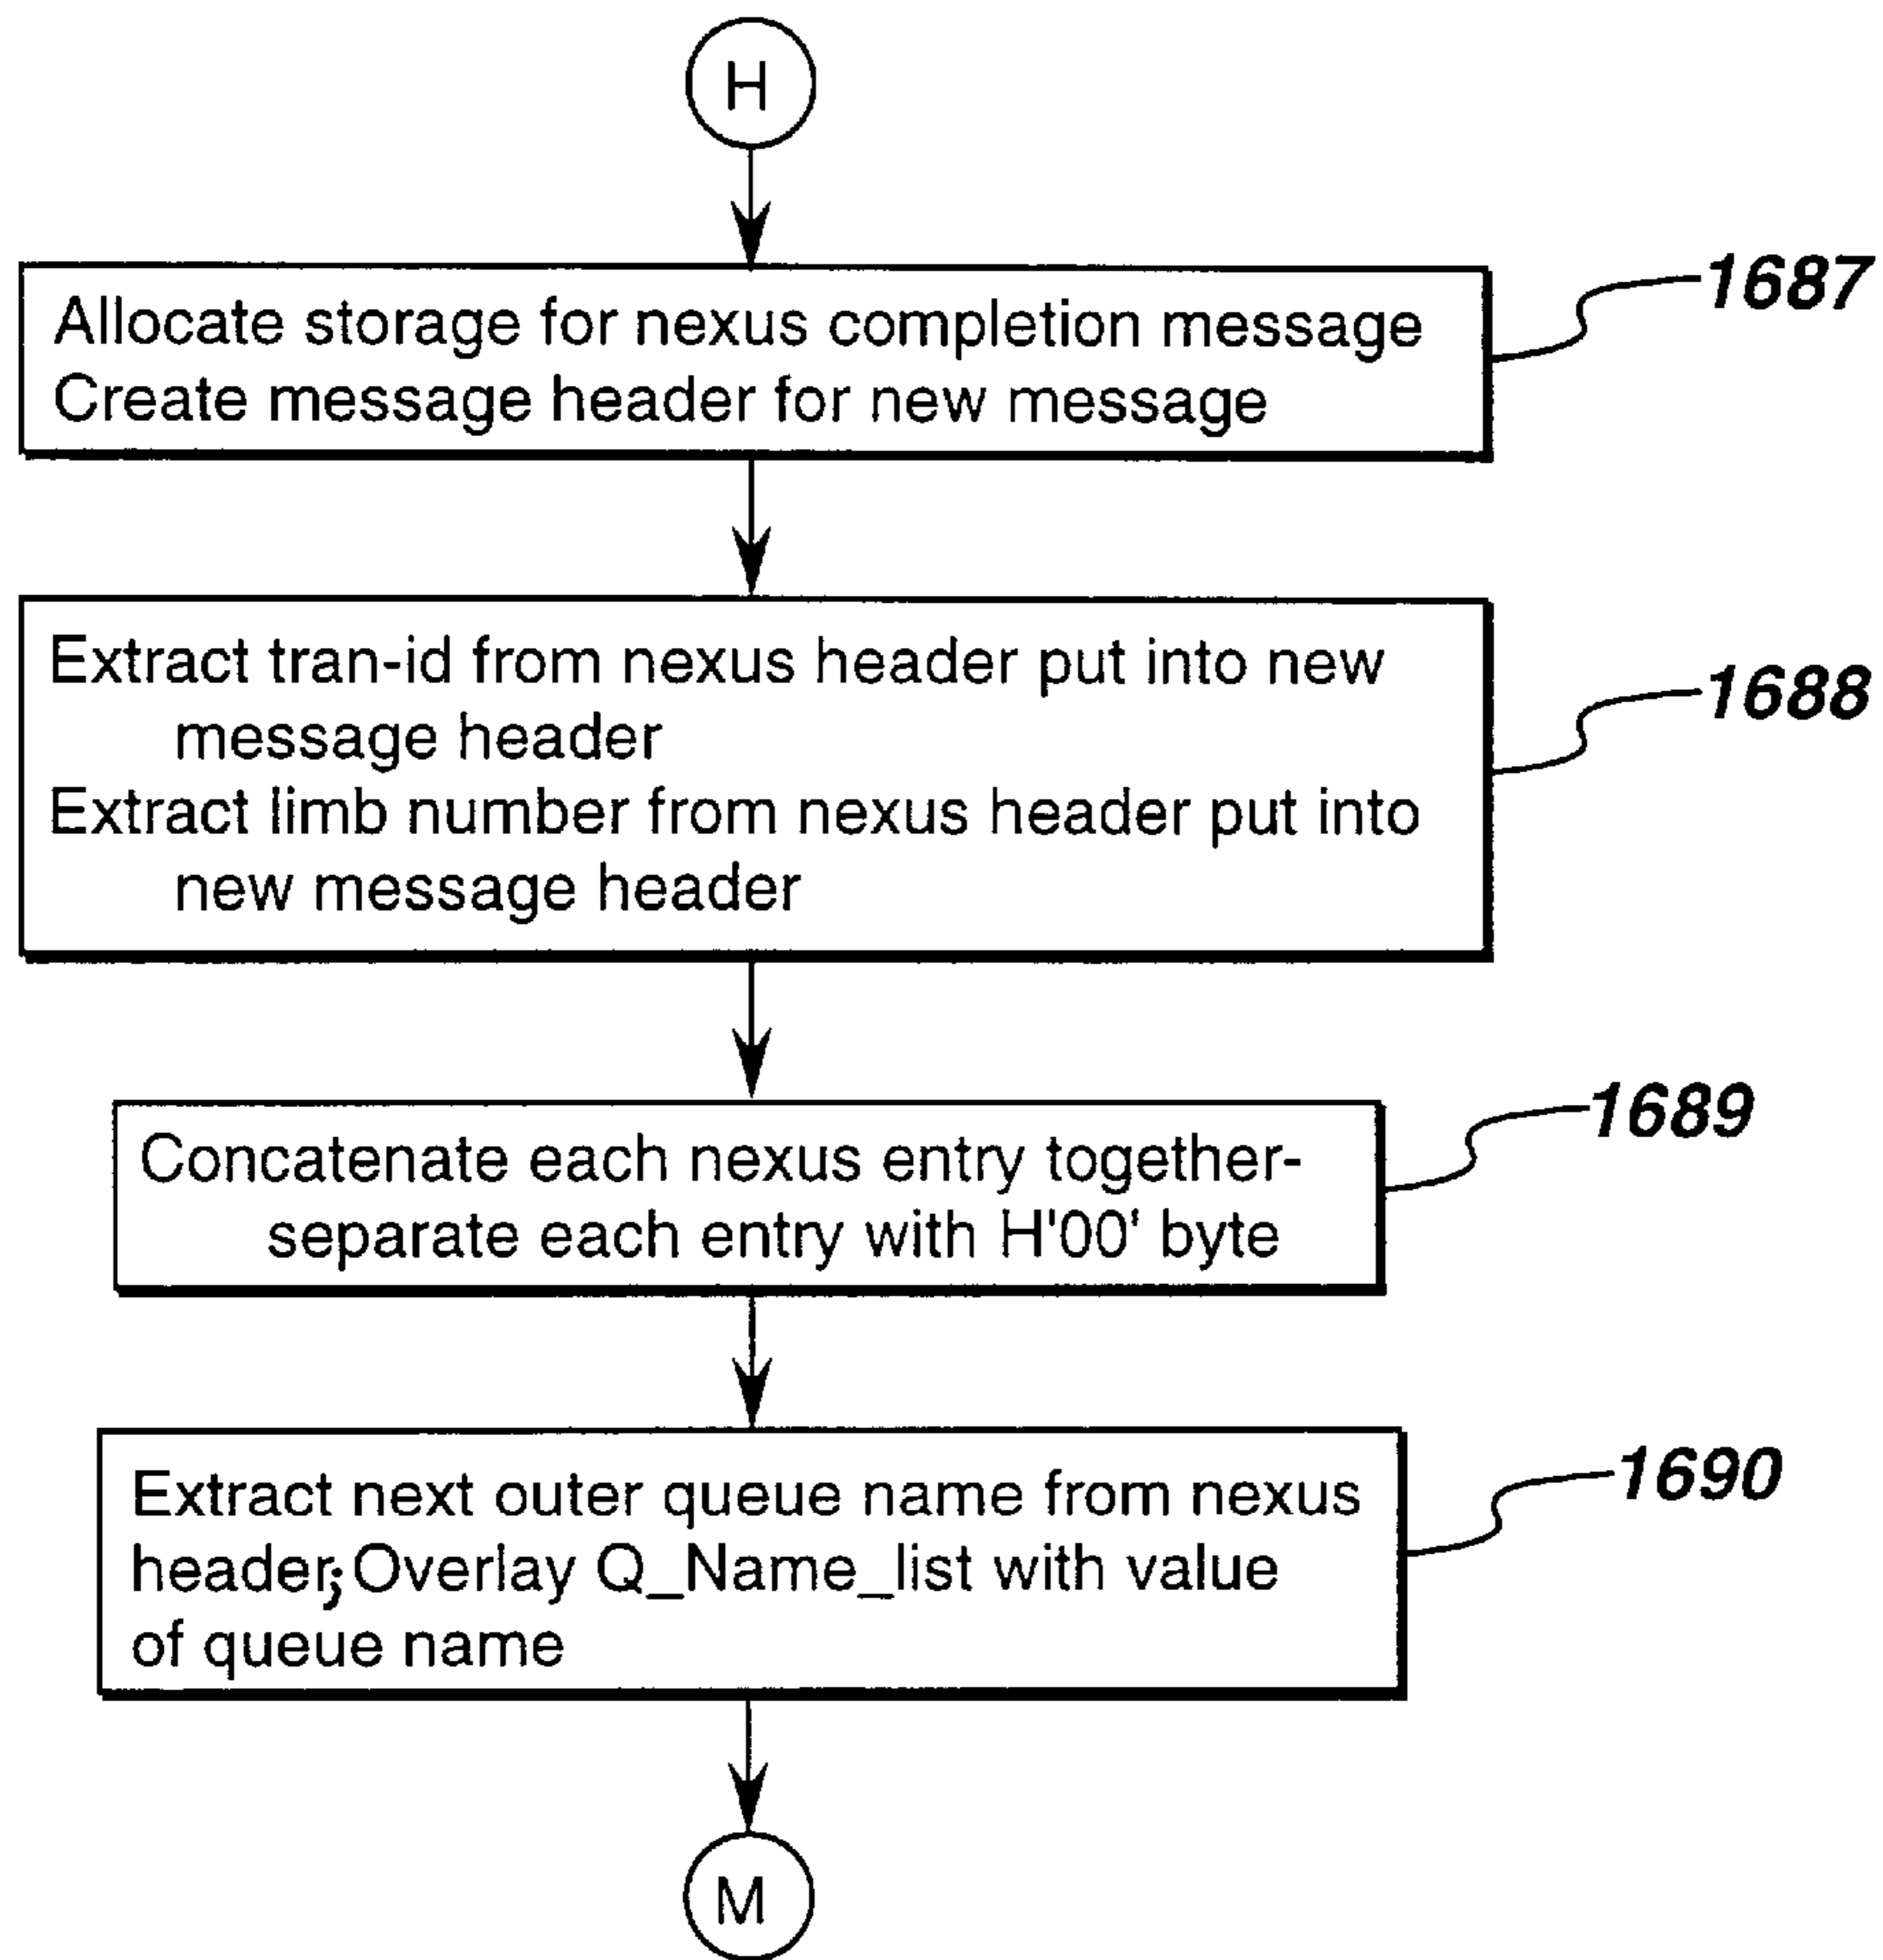 H
1687
Allocate storage for nexus completion message
Create message header for new message
1688
Extract tran-id from nexus header put into new
message header
Extract limb number from nexus header put into
new message header
1689
Concatenate each nexus entry together-
separate each entry with H'00' byte
1690
Extract next outer queue name from nexus
header; Overlay Q_Name_list with value
of queue name
M